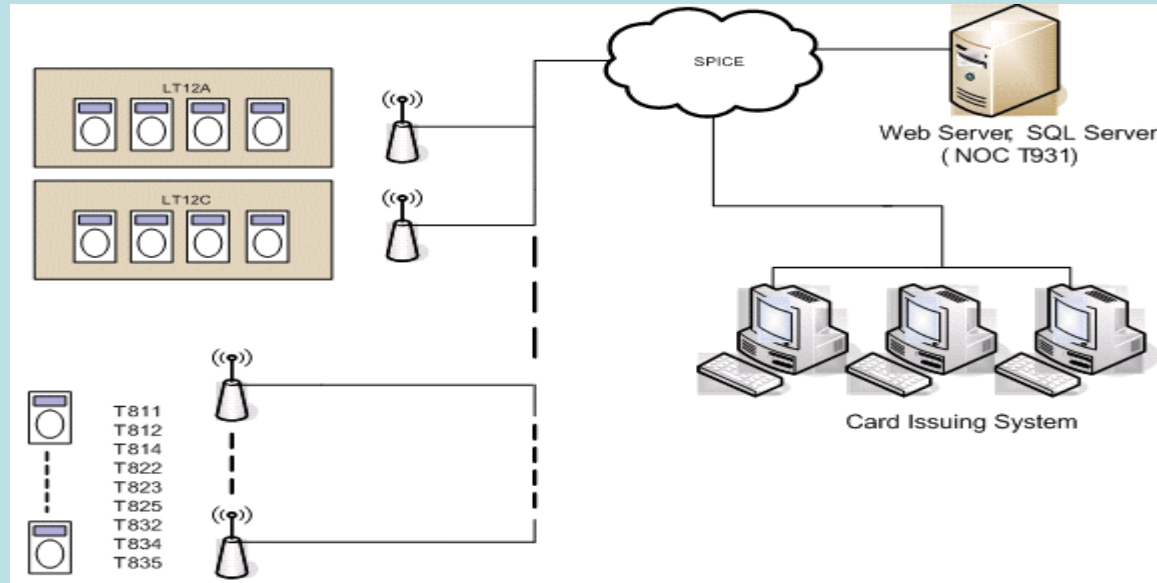 SPICE
LT12A
Web Server, SQL Server
( NOC T931)
LT12C
T811
T812
T814
T822
T823
T825
T832
T834
T835
Card Issuing System